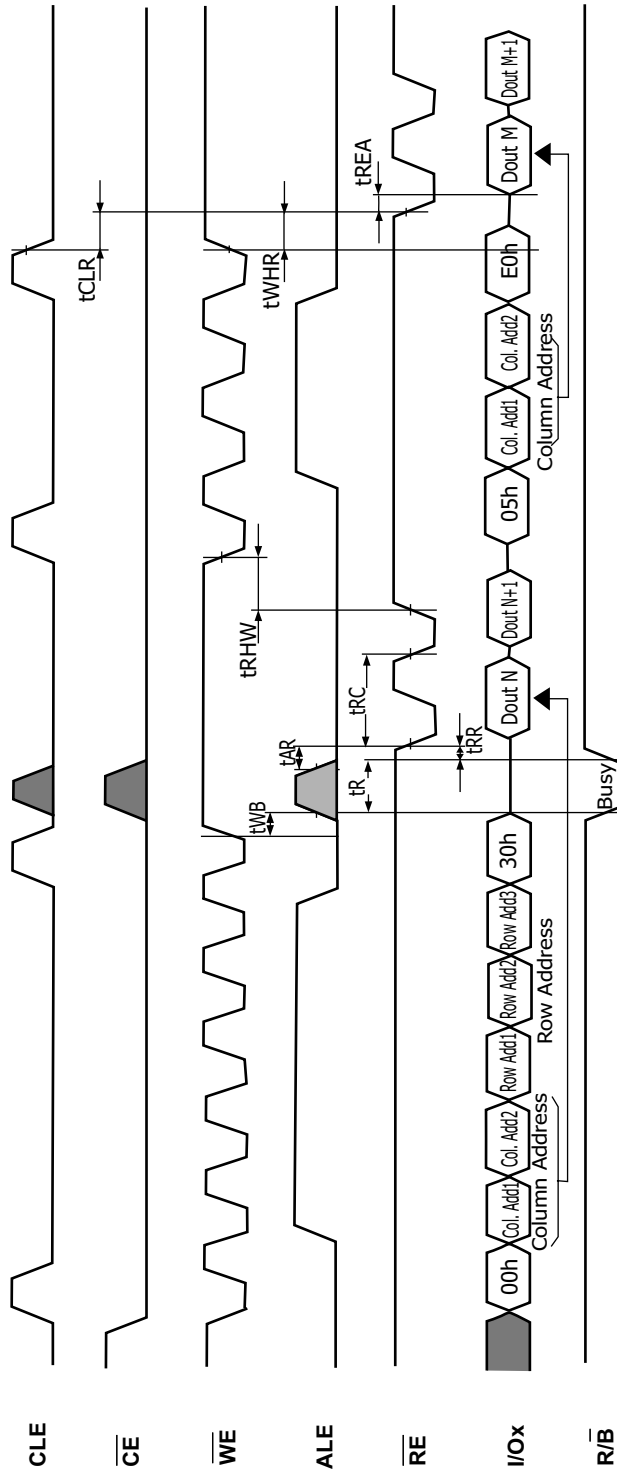 CLE
tCLR
CE
WE
tWB
tRHW
tWHR
ALE
tAR
RE
tR
tRR
tRC
tREA
I/Ox
00h
Col. Add1
Col. Add2
Row Add1
Row Add2
Row Add3
30h
Dout N
Dout N+1
05h
Col. Add1
Col. Add2
E0h
Dout M
Dout M+1
Column Address
Row Address
Column Address
R/B
Busy